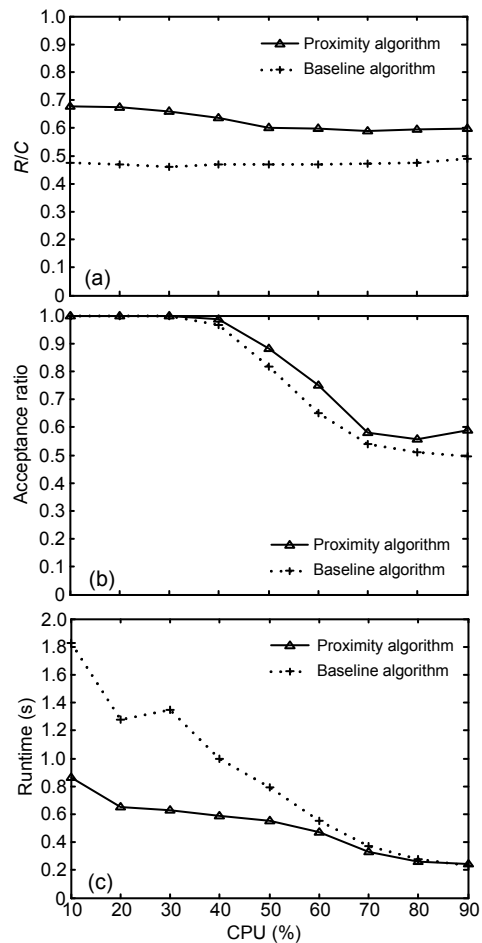 1.0
0.9
0.8
0.7
0.6
0.5
0.4
0.3
0.2
0.1
0
R/C
Proximity algorithm
Baseline algorithm
(a)
1.0
0.9
0.8
0.7
0.6
0.5
0.4
0.3
0.2
0.1
0
Acceptance ratio
Proximity algorithm
Baseline algorithm
(b)
2.0
1.8
1.6
1.4
1.2
1.0
0.8
0.6
0.4
0.2
0
Runtime (s)
Proximity algorithm
Baseline algorithm
(c)
10 20 30 40 50 60 70 80 90
CPU (%)